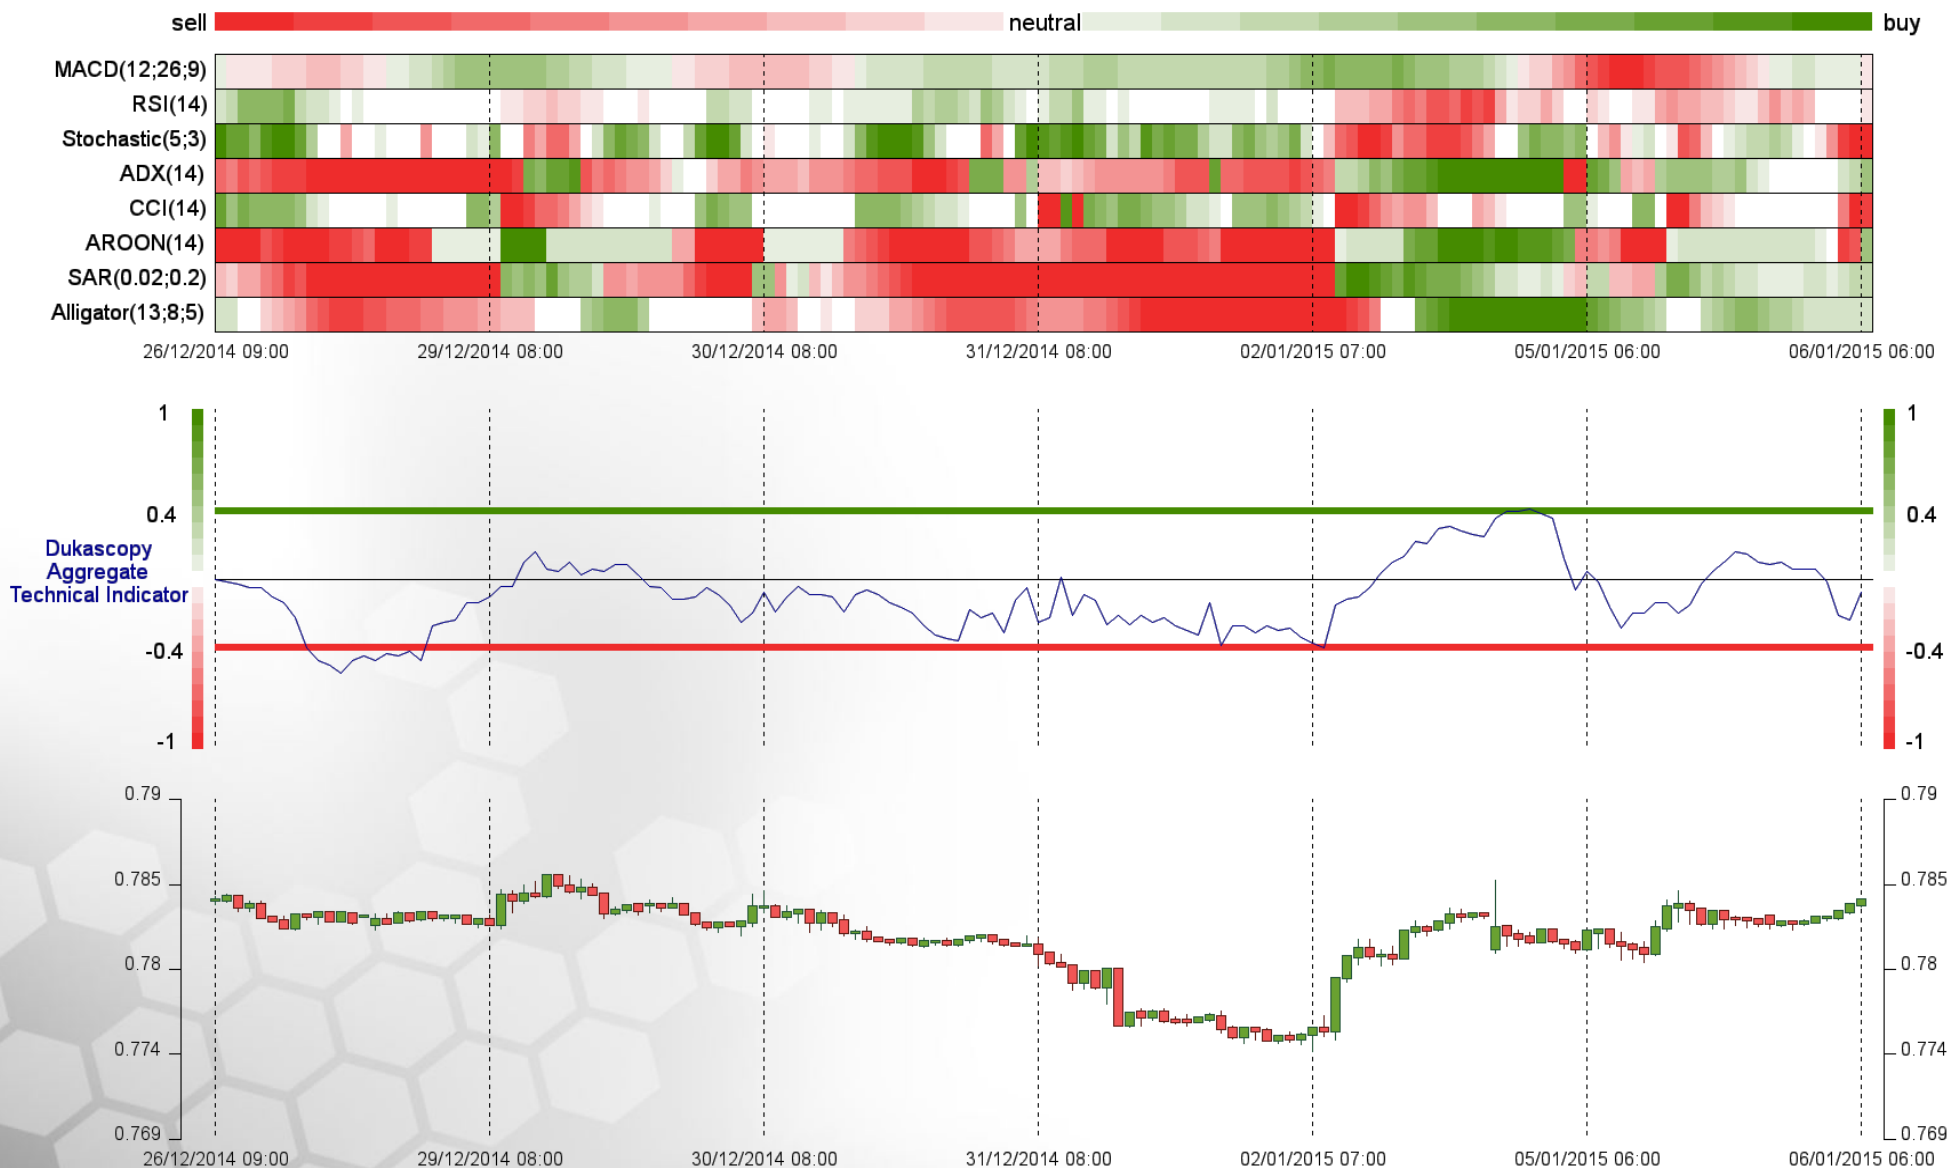 sell neutral buy
MACD(12;26;9)
RSI(14)
Stochastic(5;3)
ADX(14)
CCI(14)
AROON(14)
SAR(0.02;0.2)
Alligator(13;8;5)
26/12/2014 09:00 29/12/2014 08:00 30/12/2014 08:00 31/12/2014 08:00 02/01/2015 07:00 05/01/2015 06:00 06/01/2015 06:00
1 1
0.4 0.4
Dukascopy
Aggregate
Technical Indicator
-0.4 -0.4
-1 -1
0.79 0.79
0.785 0.785
0.78 0.78
0.774 0.774
0.769 0.769
26/12/2014 09:00 29/12/2014 08:00 30/12/2014 08:00 31/12/2014 08:00 02/01/2015 07:00 05/01/2015 06:00 06/01/2015 06:00